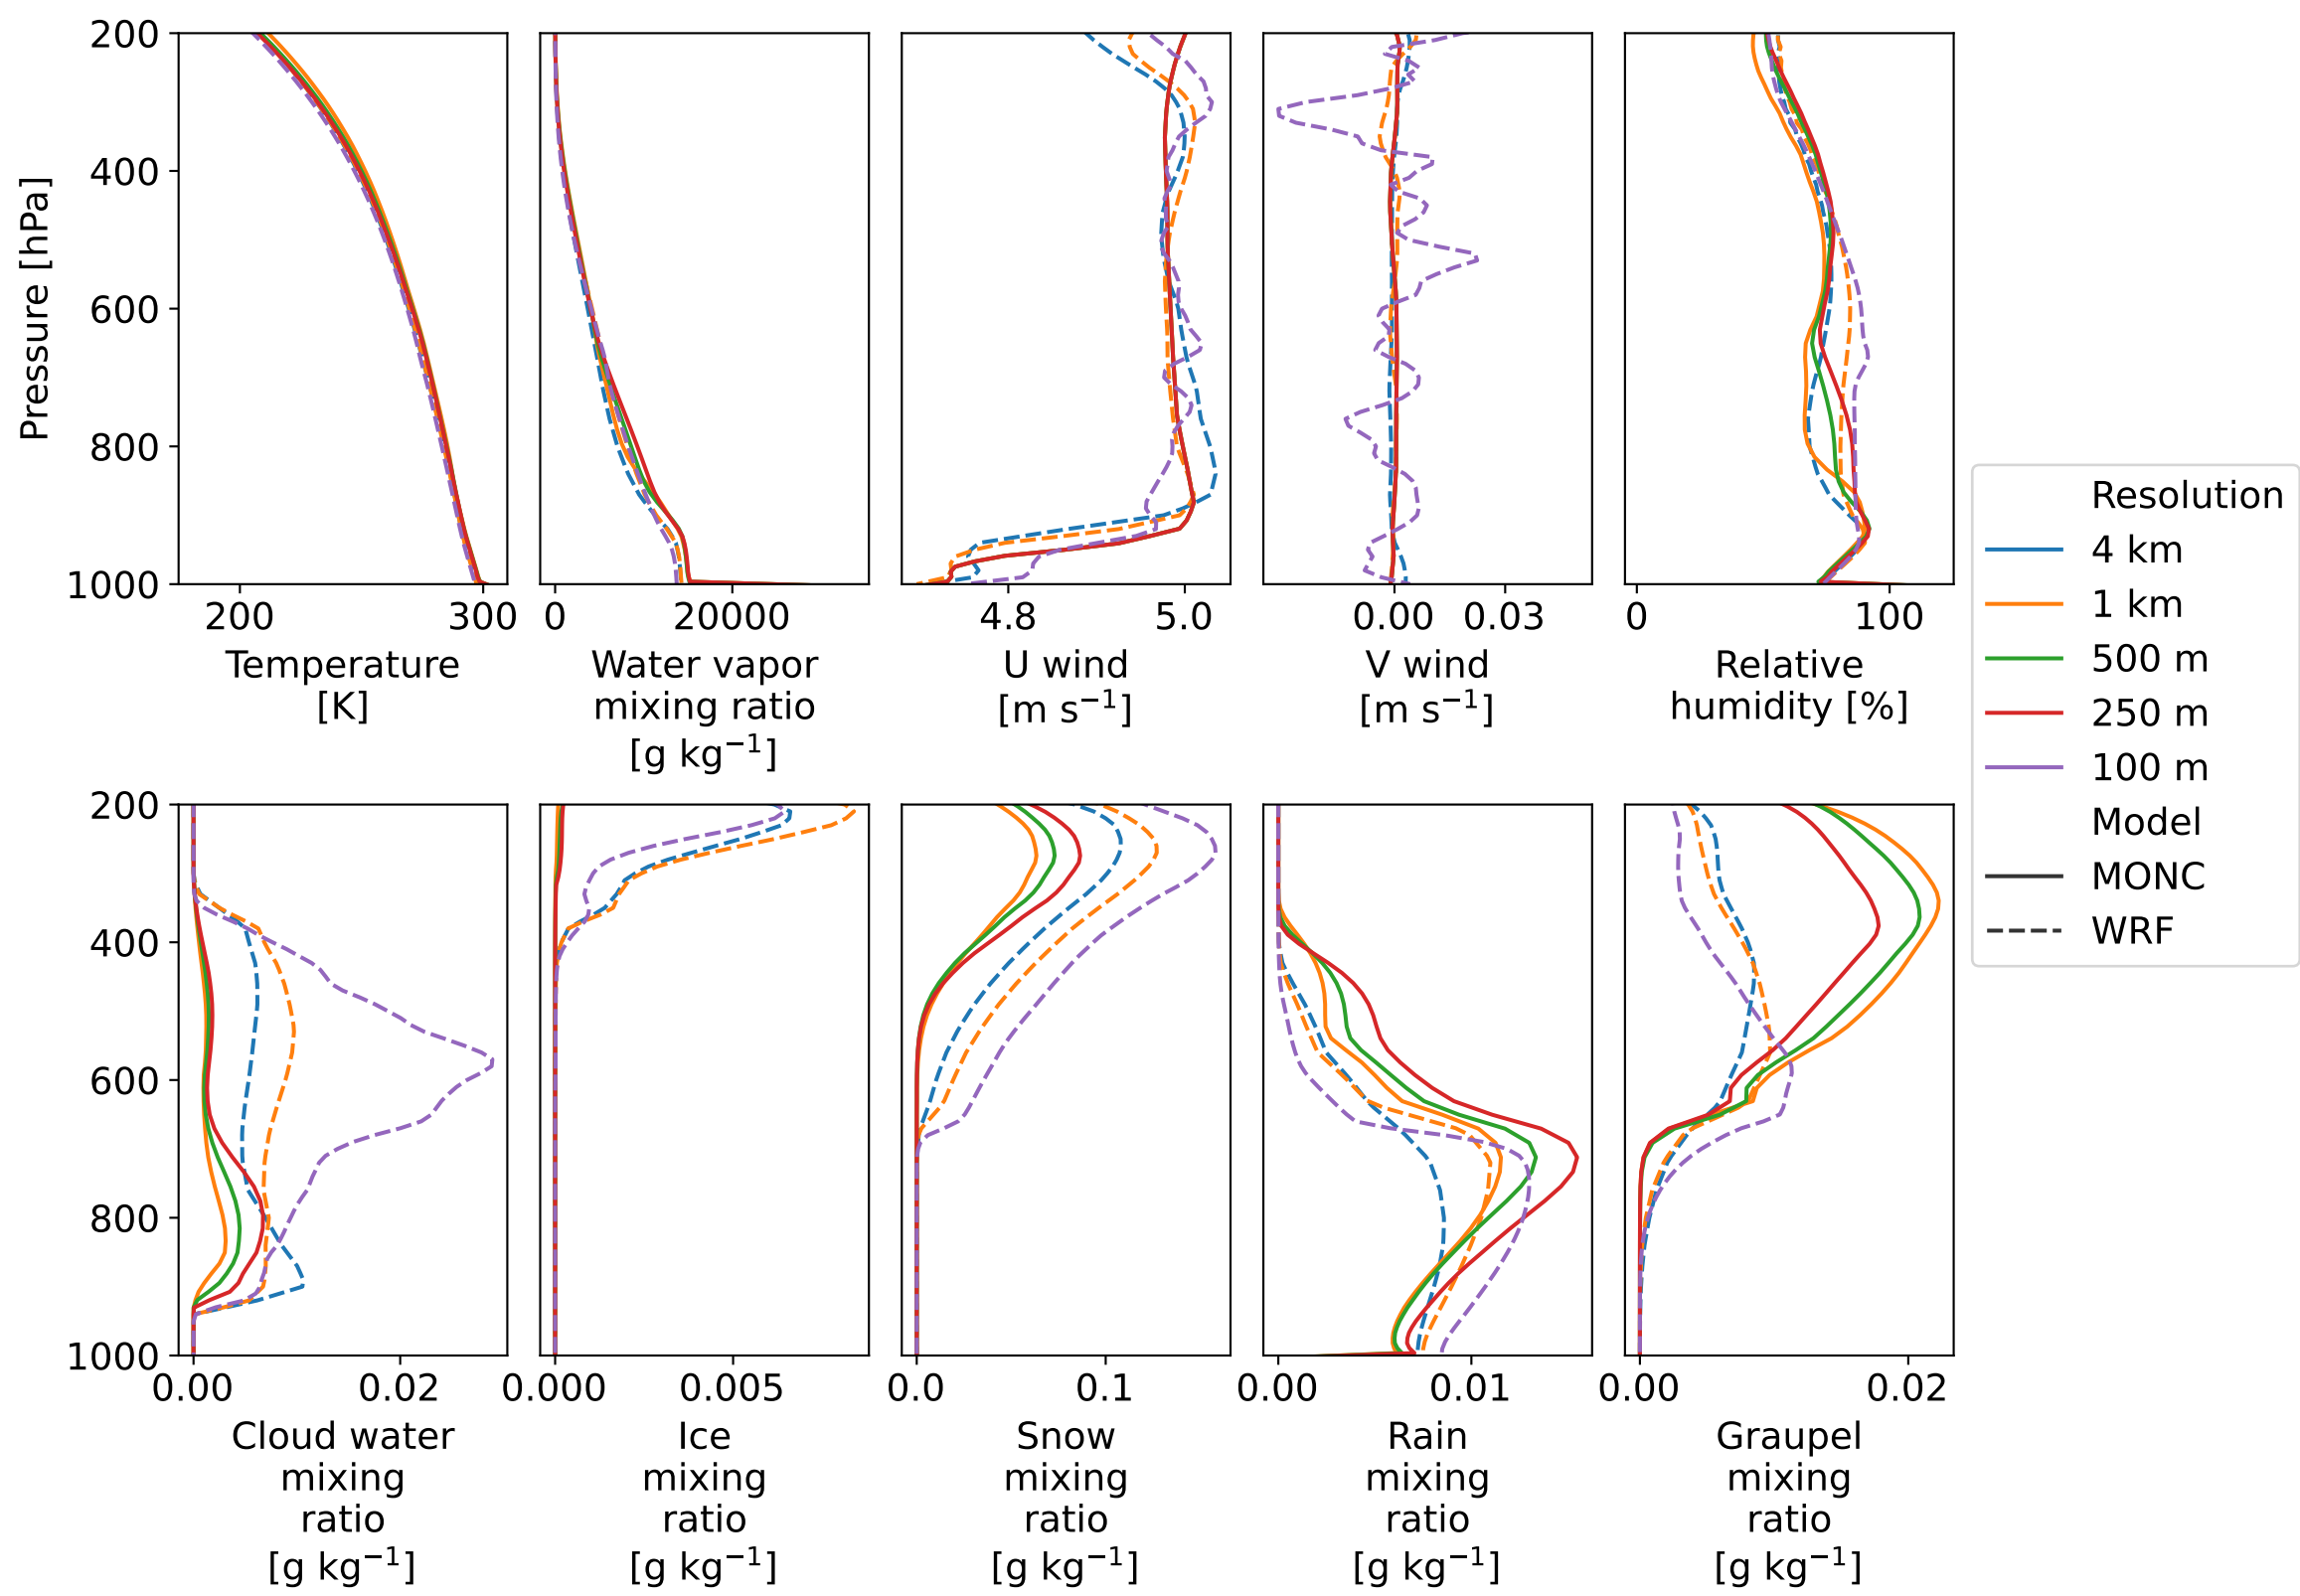 200
400
600
800
1000
Pressure [hPa]
200 300
Temperature
[K]
0 20000
Water vapor
mixing ratio
[g kg⁻¹]
4.8 5.0
U wind
[m s⁻¹]
0.00 0.03
V wind
[m s⁻¹]
0 100
Relative
humidity [%]
Resolution
4 km
1 km
500 m
250 m
100 m
Model
MONC
WRF
200
400
600
800
1000
0.00 0.02
Cloud water
mixing
ratio
[g kg⁻¹]
0.000 0.005
Ice
mixing
ratio
[g kg⁻¹]
0.0 0.1
Snow
mixing
ratio
[g kg⁻¹]
0.00 0.01
Rain
mixing
ratio
[g kg⁻¹]
0.00 0.02
Graupel
mixing
ratio
[g kg⁻¹]